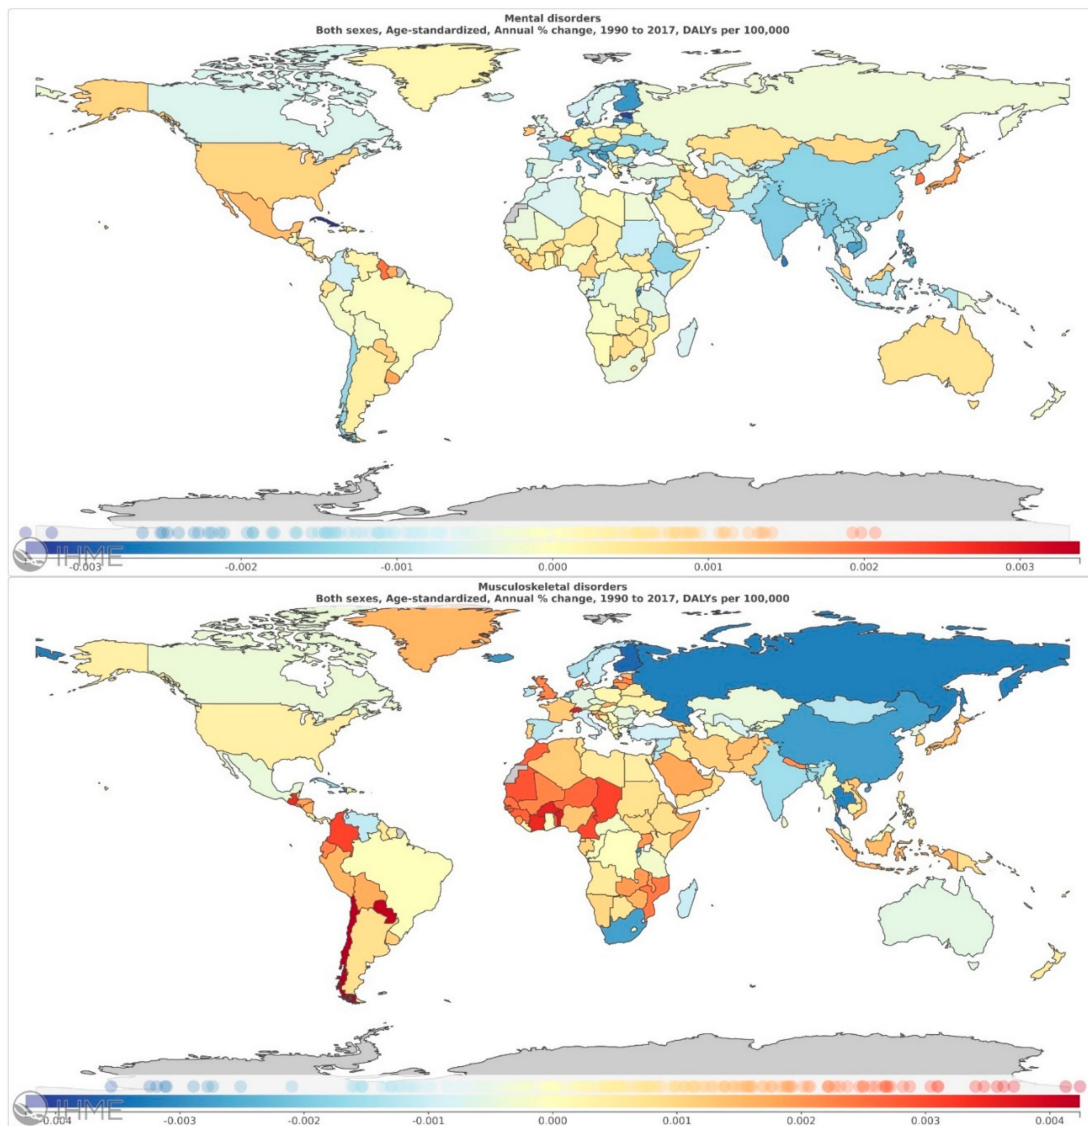 Mental disorders
Both sexes, Age-standardized, Annual % change, 1990 to 2017, DALYs per 100,000
IHME
-0.003 -0.002 -0.001 0.000 0.001 0.002 0.003
Musculoskeletal disorders
Both sexes, Age-standardized, Annual % change, 1990 to 2017, DALYs per 100,000
IHME
-0.004 -0.003 -0.002 -0.001 0.000 0.001 0.002 0.003 0.004